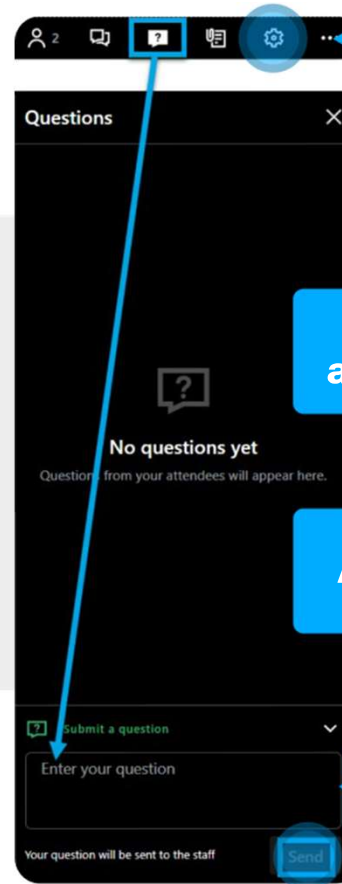 2
?
Questions
?
a
No questions yet
Questions from your attendees will appear here.
A
? Submit a question
Enter your question
Your question will be sent to the staff
Send